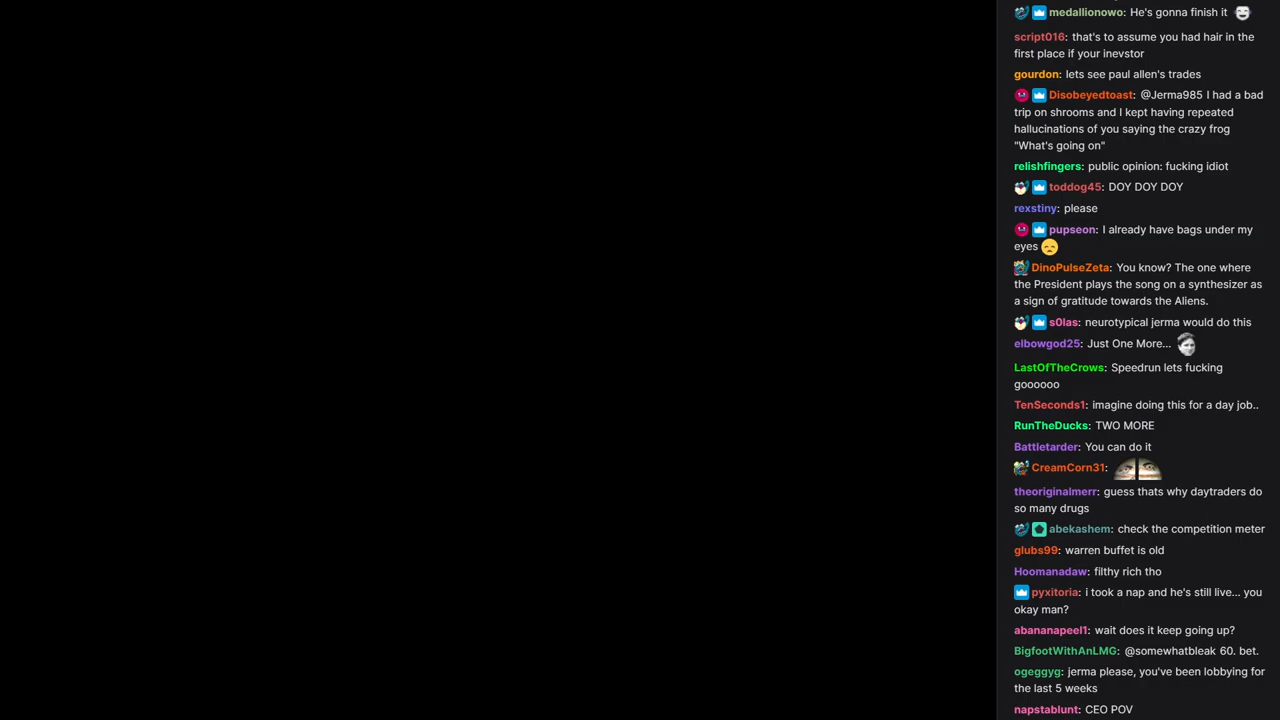 medallionowo: He's gonna finish it
script016: that's to assume you had hair in the
first place if your inevstor
gourdon: lets see paul allen's trades
Disobeyedtoast: @Jerma985 I had a bad
trip on shrooms and I kept having repeated
hallucinations of you saying the crazy frog
"What's going on"
relishfingers: public opinion: fucking idiot
toddog45: DOY DOY DOY
rexstiny: please
pupseon: I already have bags under my
eyes
DinoPulseZeta: You know? The one where
the President plays the song on a synthesizer as
a sign of gratitude towards the Aliens.
s0las: neurotypical jerma would do this
elbowgod25: Just One More...
LastOfTheCrows: Speedrun lets fucking
goooooo
TenSeconds1: imagine doing this for a day job..
RunTheDucks: TWO MORE
Battletarder: You can do it
CreamCorn31:
theoriginalmerr: guess thats why daytraders do
so many drugs
abekashem: check the competition meter
glubs99: warren buffet is old
Hoomanadaw: filthy rich tho
pyxitoria: i took a nap and he's still live... you
okay man?
abananapeel1: wait does it keep going up?
BigfootWithAnLMG: @somewhatbleak 60. bet.
ogeggyg: jerma please, you've been lobbying for
the last 5 weeks
napstablunt: CEO POV